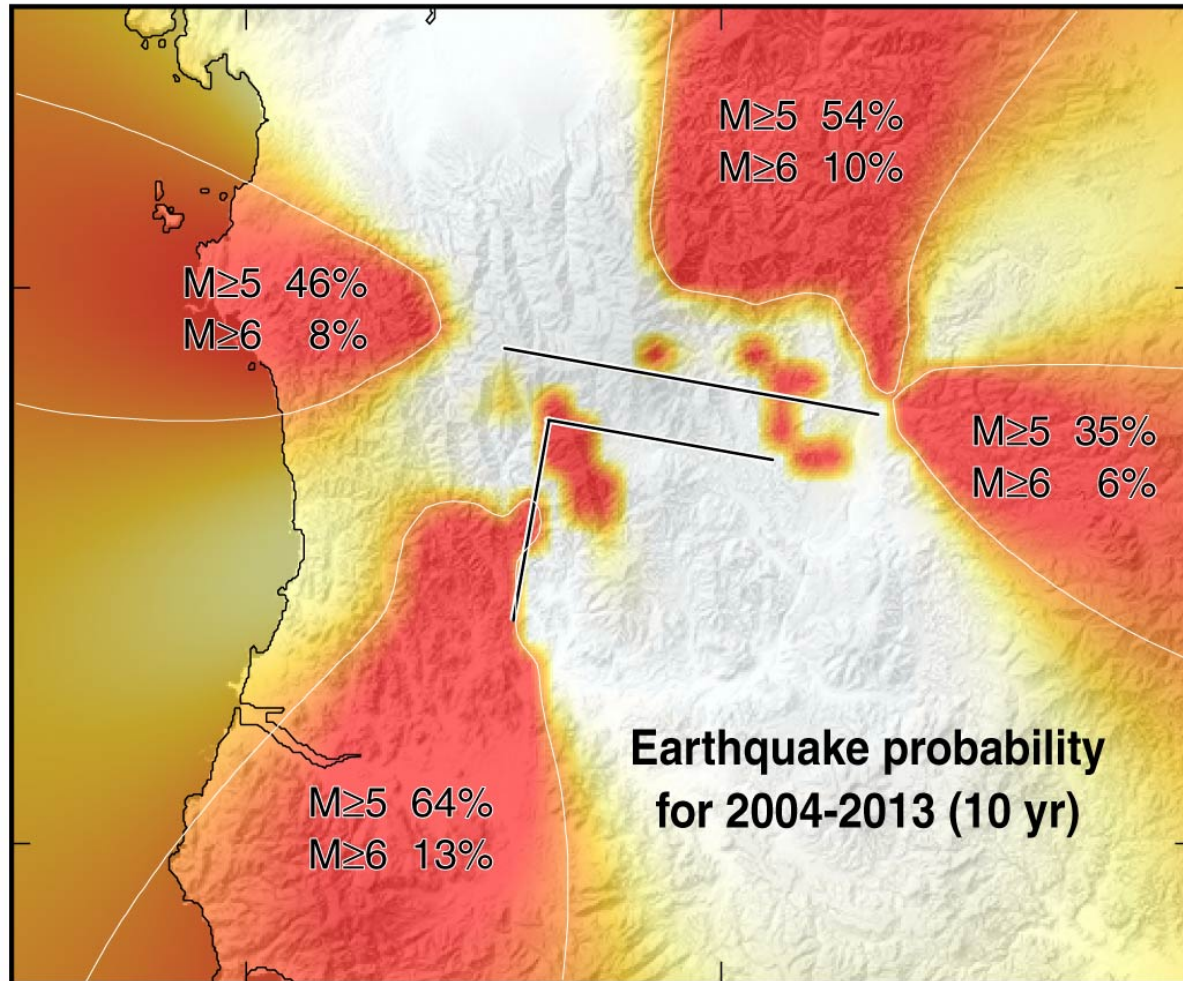 M≥5 54%
M≥6 10%
M≥5 46%
M≥6 8%
M≥5 35%
M≥6 6%
Earthquake probability
for 2004-2013 (10 yr)
M≥5 64%
M≥6 13%